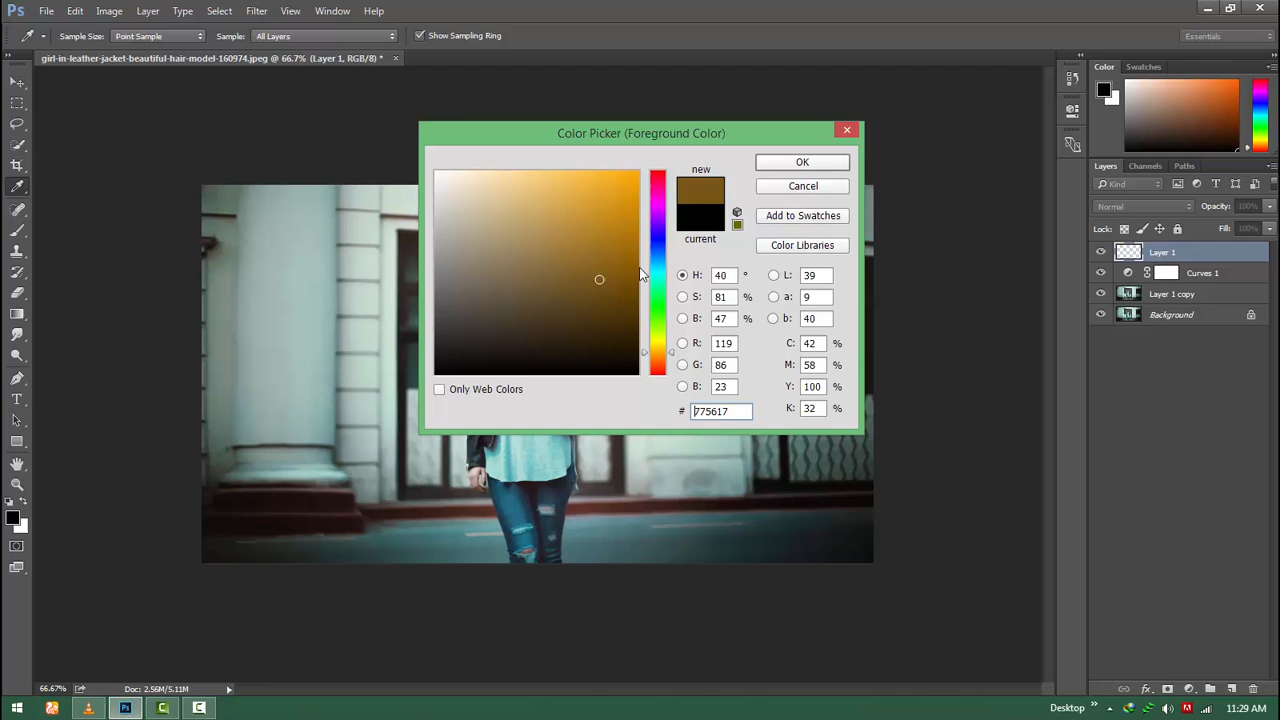 Ps File Edit Image Layer Type Select Filter View Window Help
Sample Size: Point Sample Sample: All Layers Show Sampling Ring Essentials
girl-in-leather-jacket-beautiful-hair-model-160974.jpeg @ 66.7% (Layer 1, RGB/8) *
Color Swatches
Color Picker (Foreground Color)
new
current
OK
Cancel
Add to Swatches
Color Libraries
H: 40 °
S: 81 %
B: 47 %
R: 119
G: 86
B: 23
# 775617
L: 39
a: 9
b: 40
C: 42 %
M: 58 %
Y: 100 %
K: 32 %
Only Web Colors
Layers Channels Paths
Kind
Normal Opacity: 100%
Lock: Fill: 100%
Layer 1
Curves 1
Layer 1 copy
Background
66.67% Doc: 2.56M/5.11M
Desktop 11:29 AM